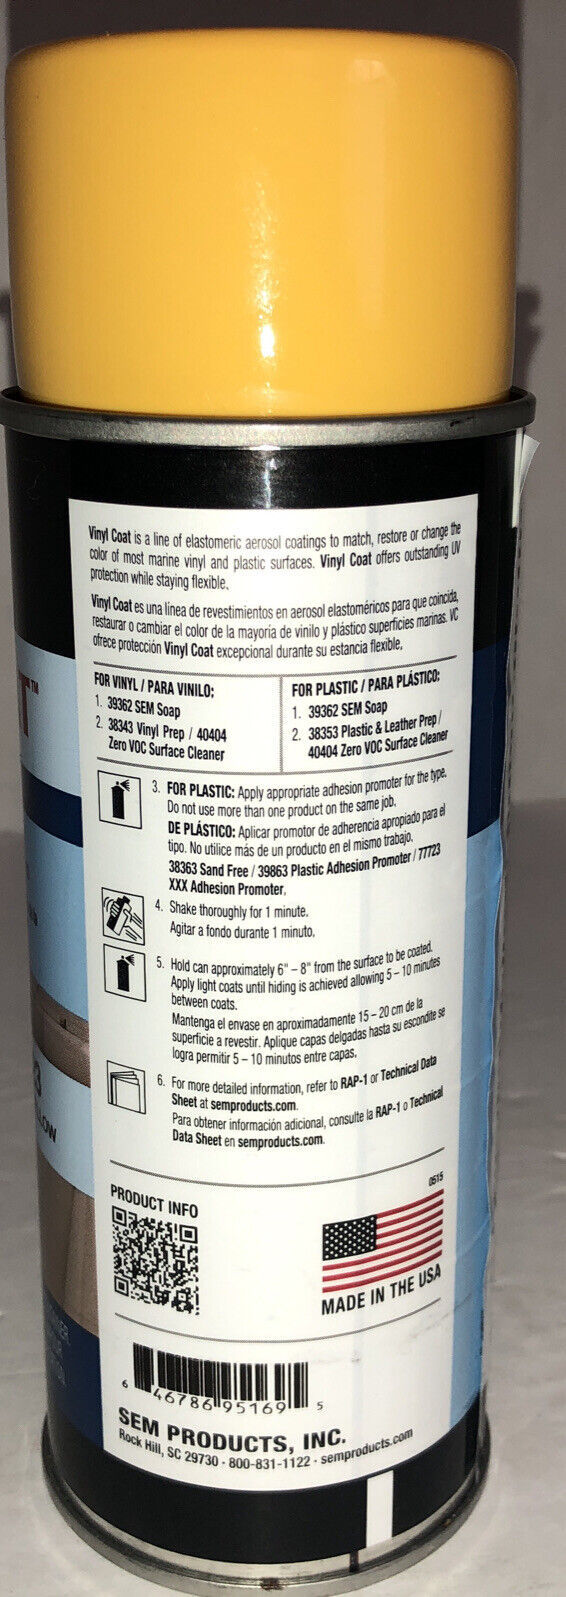 Vinyl Coat is a line of elastomeric aerosol coatings to match, restore or change the
color of most marine vinyl and plastic surfaces. Vinyl Coat offers outstanding UV
protection while staying flexible.
Vinyl Coat es una línea de revestimientos en aerosol elastoméricos para que coincida,
restaurar o cambiar el color de la mayoría de vinilo y plástico superficies marinas. VC
ofrece protección Vinyl Coat excepcional durante su estancia flexible.
FOR VINYL / PARA VINILO:
1. 39362 SEM Soap
2. 38343 Vinyl Prep / 40404
Zero VOC Surface Cleaner
FOR PLASTIC / PARA PLÁSTICO:
1. 39362 SEM Soap
2. 38353 Plastic & Leather Prep /
40404 Zero VOC Surface Cleaner
3. FOR PLASTIC: Apply appropriate adhesion promoter for the type.
Do not use more than one product on the same job.
DE PLÁSTICO: Aplicar promotor de adherencia apropiado para el
tipo. No utilice más de un producto en el mismo trabajo.
38363 Sand Free / 39863 Plastic Adhesion Promoter / 77723
XXX Adhesion Promoter.
4. Shake thoroughly for 1 minute.
Agitar a fondo durante 1 minuto.
5. Hold can approximately 6" – 8" from the surface to be coated.
Apply light coats until hiding is achieved allowing 5 – 10 minutes
between coats.
Mantenga el envase en aproximadamente 15 – 20 cm de la
superficie a revestir. Aplique capas delgadas hasta su escondite se
logra permitir 5 – 10 minutos entre capas.
6. For more detailed information, refer to RAP-1 or Technical Data
Sheet at semproducts.com.
Para obtener información adicional, consulte la RAP-1 o Technical
Data Sheet en semproducts.com.
PRODUCT INFO
0515
MADE IN THE USA
6 46786 95169 5
SEM PRODUCTS, INC.
Rock Hill, SC 29730 · 800-831-1122 · semproducts.com